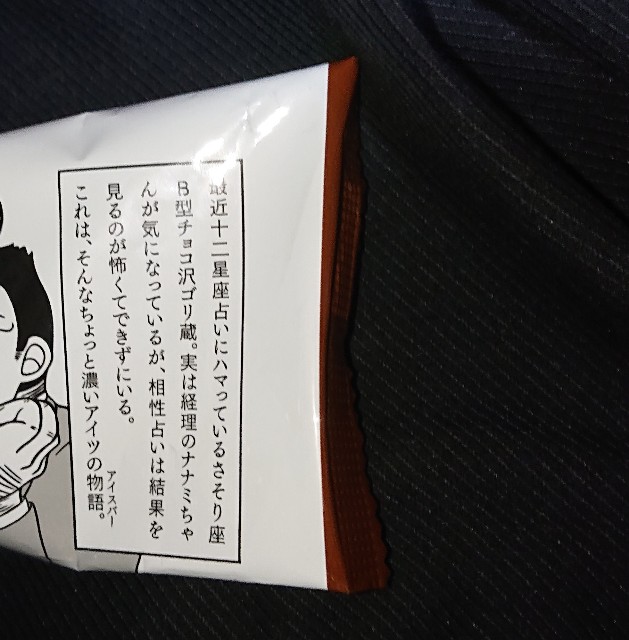 最近十二星座占いにハマっているさそり座
B型チョコ沢ゴリ蔵。実は経理のナナミちゃ
んが気になっているが、相性占いは結果を
見るのが怖くてできずにいる。
これは、そんなちょっと濃いアイツの物語。
アイスバー